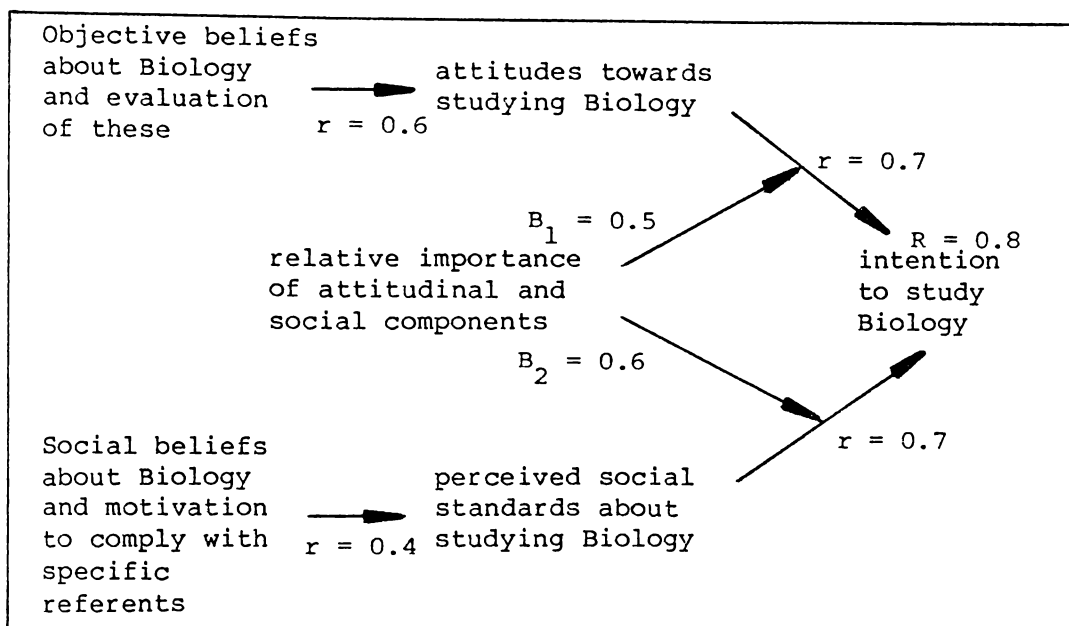 Objective beliefs
about Biology
and evaluation
of these
r = 0.6
attitudes towards
studying Biology
r = 0.7
B1 = 0.5
relative importance
of attitudinal and
social components
B2 = 0.6
R = 0.8
intention
to study
Biology
r = 0.7
Social beliefs
about Biology
and motivation
to comply with
specific
referents
r = 0.4
perceived social
standards about
studying Biology